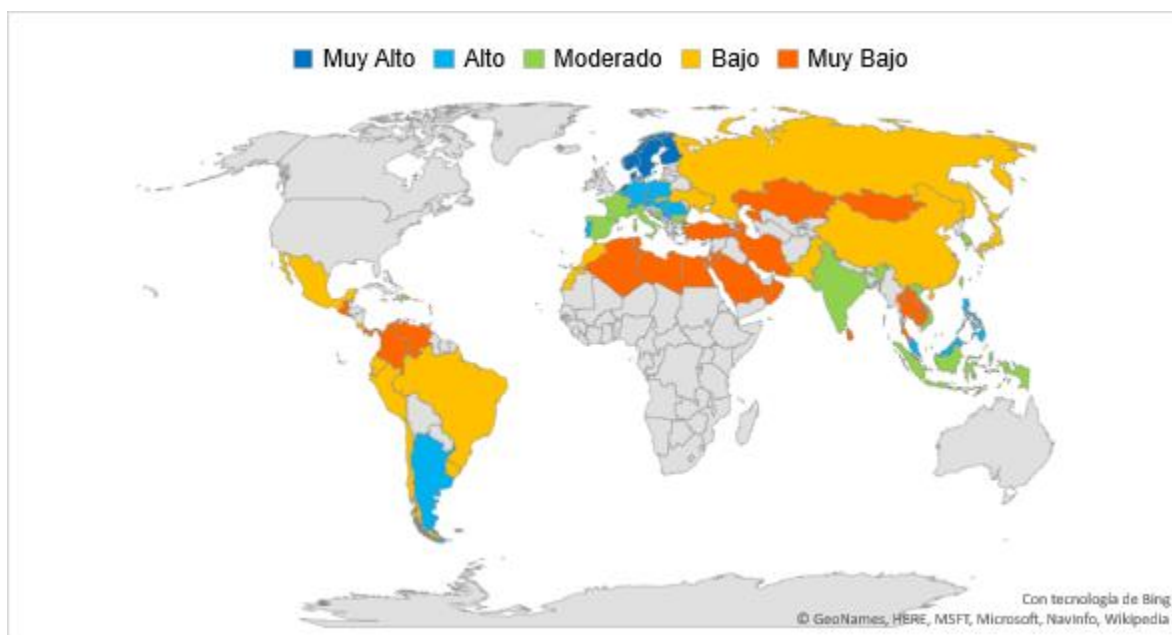 Muy Alto Alto Moderado Bajo Muy Bajo
Con tecnología de Bing
© GeoNames, HERE, MSFT, Microsoft, NavInfo, Wikipedia